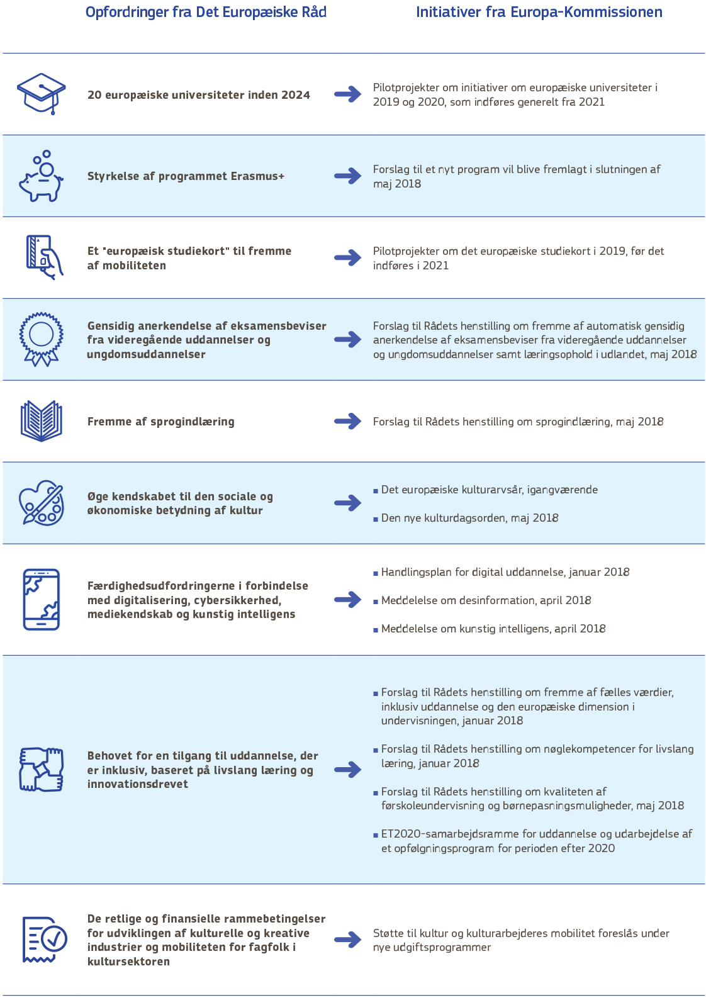 Opfordringer fra Det Europæiske Råd
Initiativer fra Europa-Kommissionen
20 europæiske universiteter inden 2024
Pilotprojekter om initiativer om europæiske universiteter i
2019 og 2020, som indføres generelt fra 2021
Styrkelse af programmet Erasmus+
Forslag til et nyt program vil blive fremlagt i slutningen af
maj 2018
Et "europæisk studiekort" til fremme
af mobiliteten
Pilotprojekter om det europæiske studiekort i 2019, før det
indføres i 2021
Gensidig anerkendelse af eksamensbeviser
fra videregående uddannelser og
ungdomsuddannelser
Forslag til Rådets henstilling om fremme af automatisk gensidig
anerkendelse af eksamensbeviser fra videregående uddannelser
og ungdomsuddannelser samt læringsophold i udlandet, maj 2018
Fremme af sprogindlæring
Forslag til Rådets henstilling om sprogindlæring, maj 2018
Øge kendskabet til den sociale og
økonomiske betydning af kultur
▪ Det europæiske kulturarvsår, igangværende
▪ Den nye kulturdagsorden, maj 2018
Færdighedsudfordringerne i forbindelse
med digitalisering, cybersikkerhed,
mediekendskab og kunstig intelligens
▪ Handlingsplan for digital uddannelse, januar 2018
▪ Meddelelse om desinformation, april 2018
▪ Meddelelse om kunstig intelligens, april 2018
Behovet for en tilgang til uddannelse, der
er inklusiv, baseret på livslang læring og
innovationsdrevet
▪ Forslag til Rådets henstilling om fremme af fælles værdier,
inklusiv uddannelse og den europæiske dimension i
undervisningen, januar 2018
▪ Forslag til Rådets henstilling om nøglekompetencer for livslang
læring, januar 2018
▪ Forslag til Rådets henstilling om kvaliteten af
førskoleundervisning og børnepasningsmuligheder, maj 2018
▪ ET2020-samarbejdsramme for uddannelse og udarbejdelse af
et opfølgningsprogram for perioden efter 2020
De retlige og finansielle rammebetingelser
for udviklingen af kulturelle og kreative
industrier og mobiliteten for fagfolk i
kultursektoren
Støtte til kultur og kulturarbejderes mobilitet foreslås under
nye udgiftsprogrammer